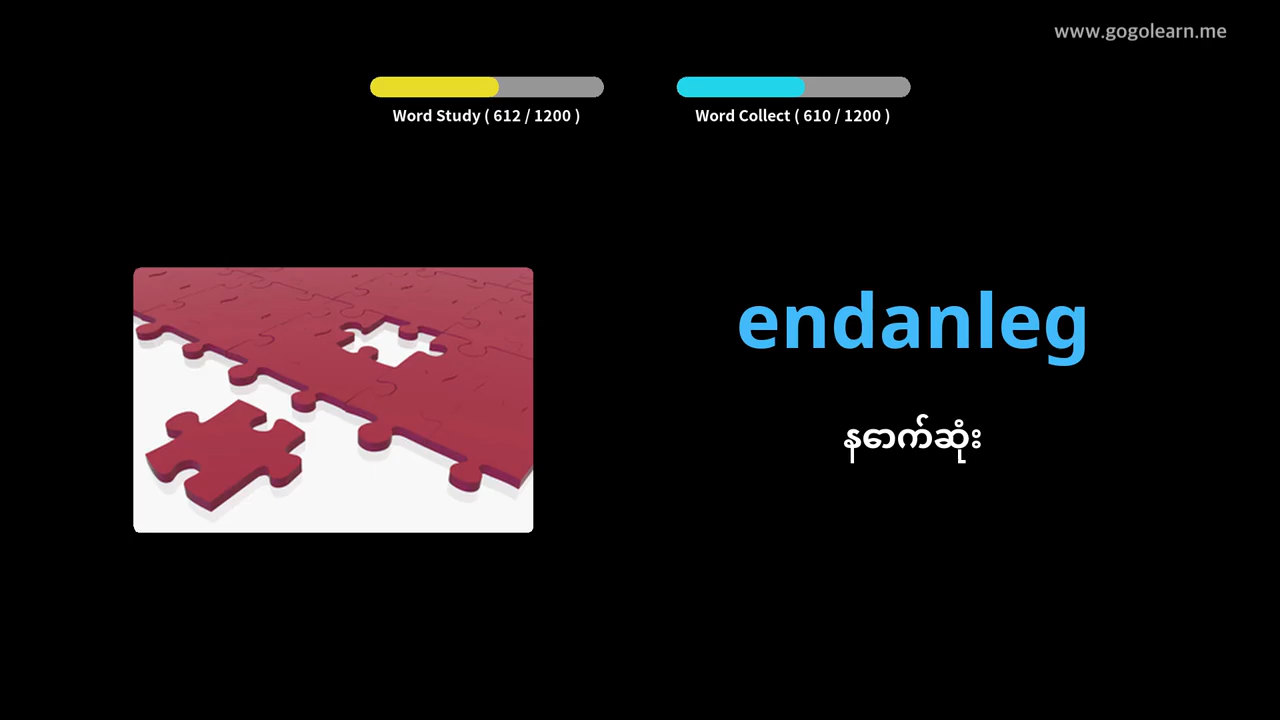 www.gogolearn.me
Word Study ( 612 / 1200 )
Word Collect ( 610 / 1200 )
endanleg
နောက်ဆုံး